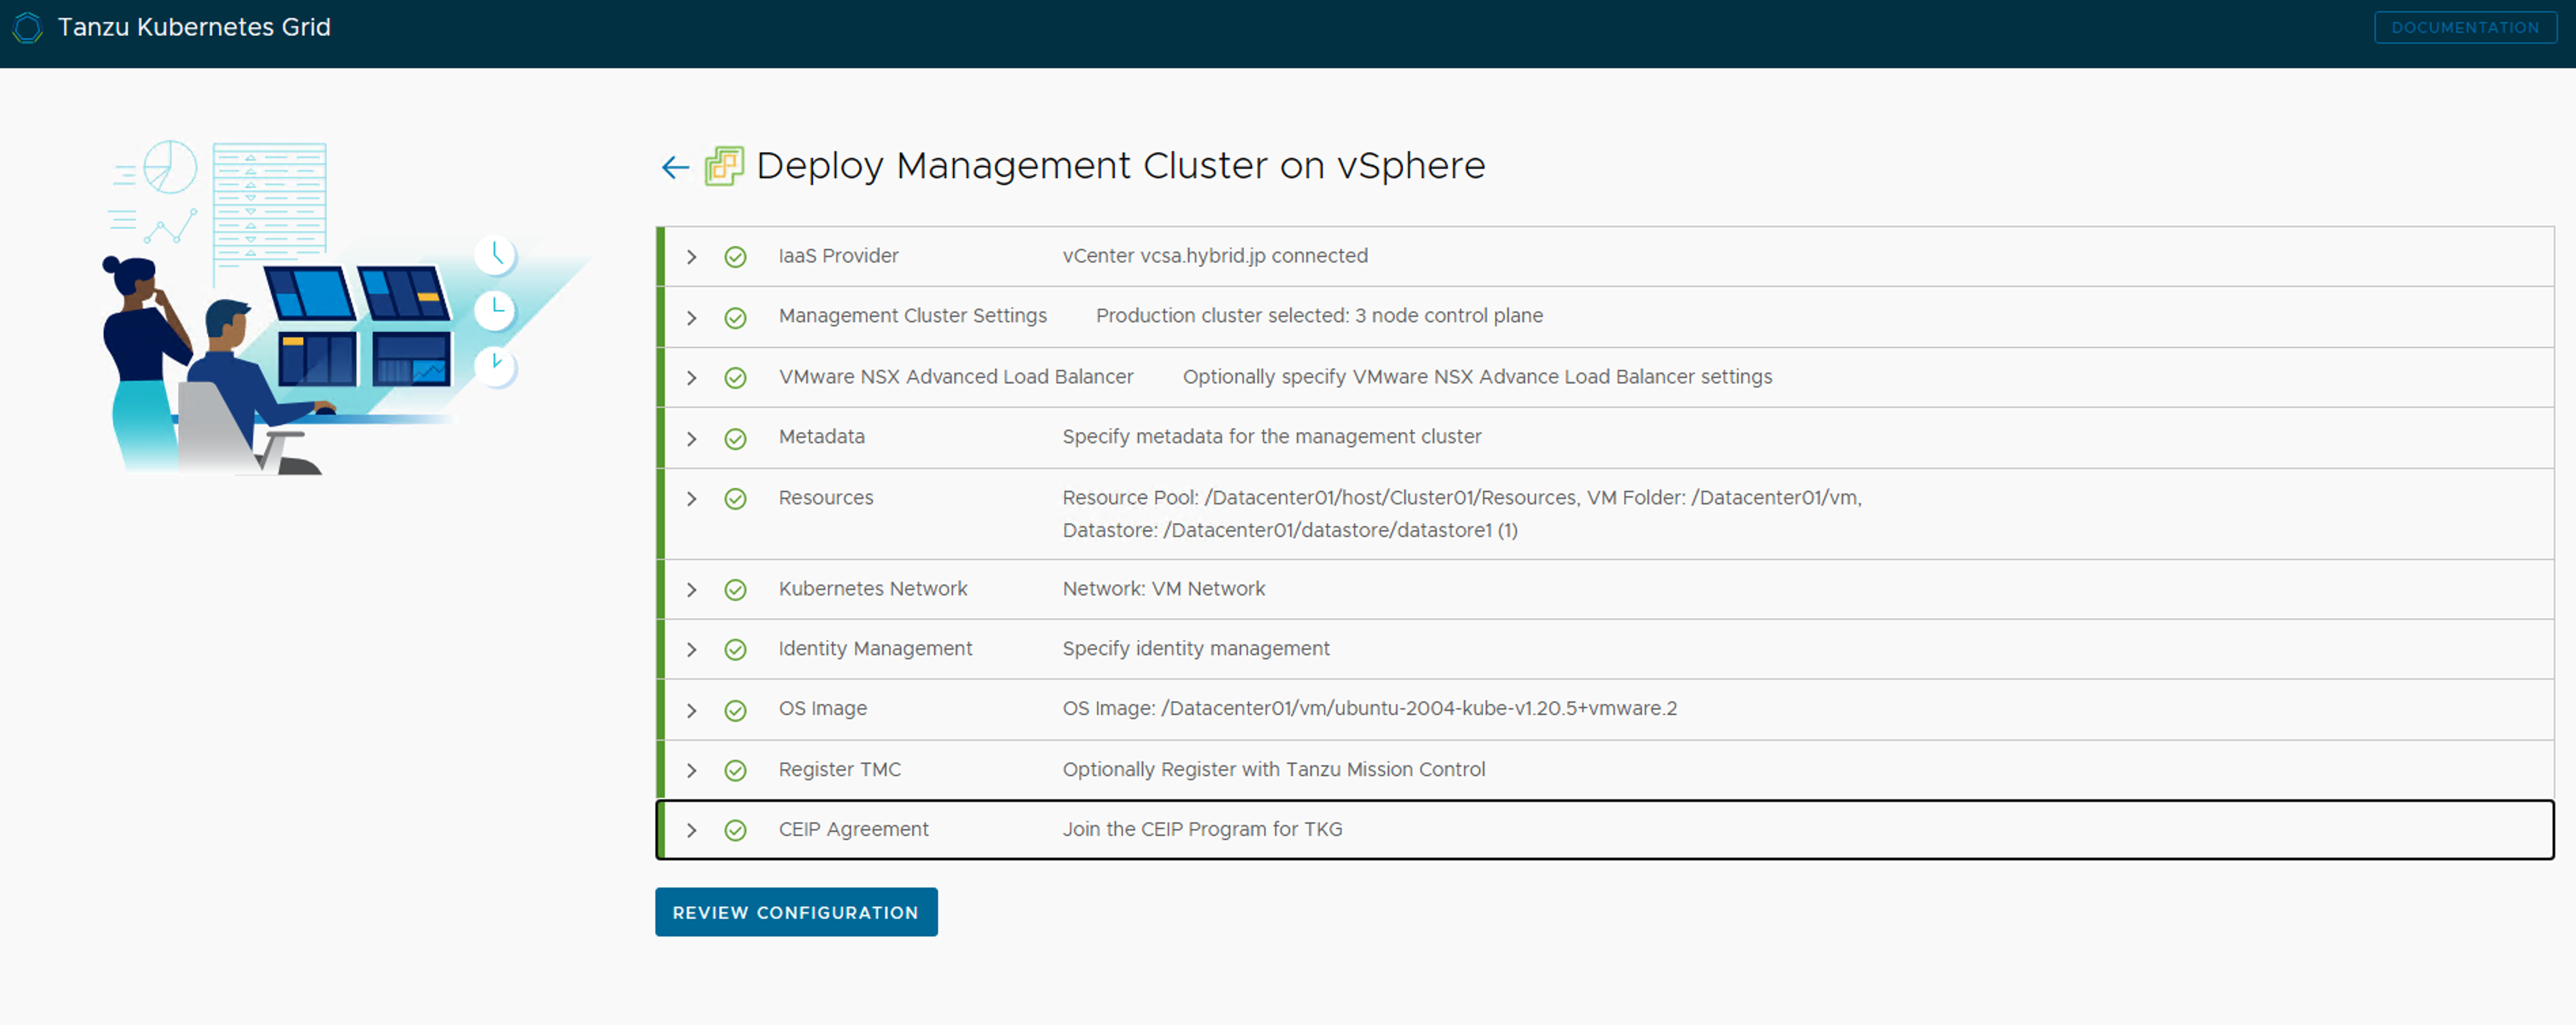 Tanzu Kubernetes Grid
DOCUMENTATION
Deploy Management Cluster on vSphere
IaaS Provider vCenter vcsa.hybrid.jp connected
Management Cluster Settings Production cluster selected: 3 node control plane
VMware NSX Advanced Load Balancer Optionally specify VMware NSX Advance Load Balancer settings
Metadata Specify metadata for the management cluster
Resources Resource Pool: /Datacenter01/host/Cluster01/Resources, VM Folder: /Datacenter01/vm,
Datastore: /Datacenter01/datastore/datastore1 (1)
Kubernetes Network Network: VM Network
Identity Management Specify identity management
OS Image OS Image: /Datacenter01/vm/ubuntu-2004-kube-v1.20.5+vmware.2
Register TMC Optionally Register with Tanzu Mission Control
CEIP Agreement Join the CEIP Program for TKG
REVIEW CONFIGURATION